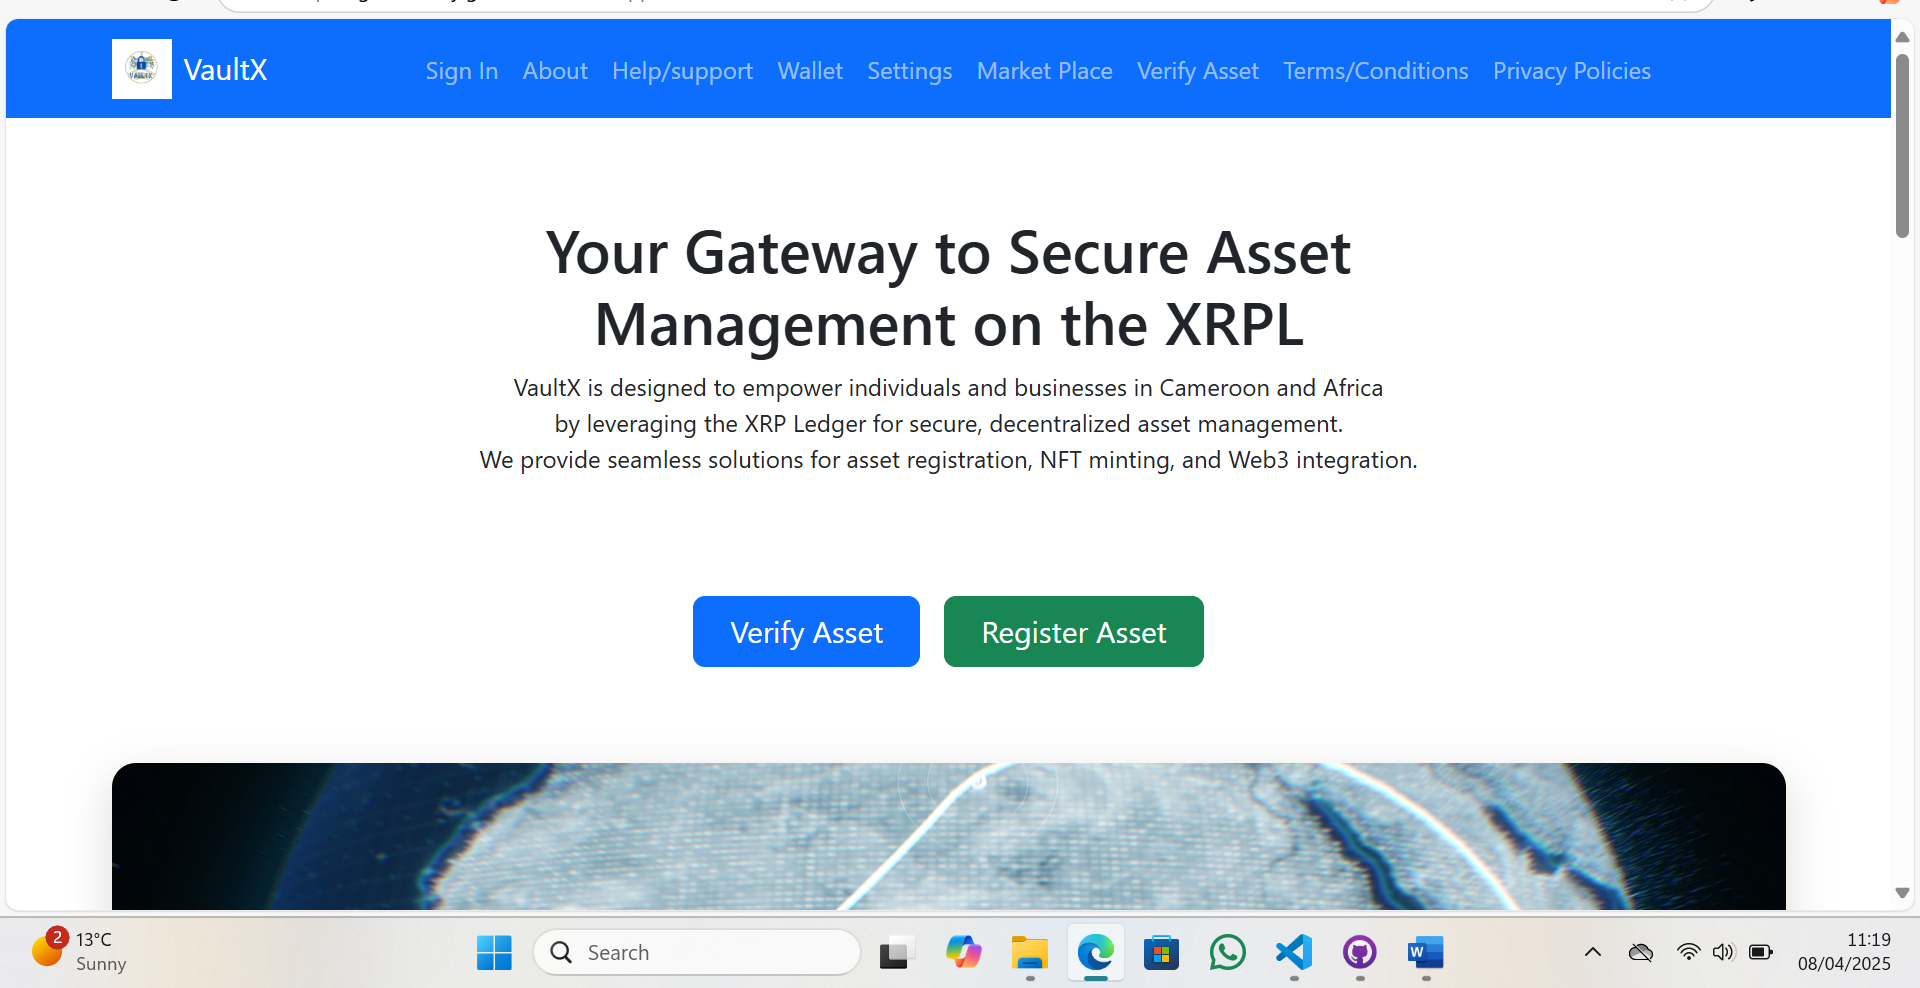 VaultX
Sign In
About
Help/support
Wallet
Settings
Market Place
Verify Asset
Terms/Conditions
Privacy Policies
Your Gateway to Secure Asset
Management on the XRPL
VaultX is designed to empower individuals and businesses in Cameroon and Africa
by leveraging the XRP Ledger for secure, decentralized asset management.
We provide seamless solutions for asset registration, NFT minting, and Web3 integration.
Verify Asset
Register Asset
2
13°C
Sunny
Search
W
11:19
08/04/2025